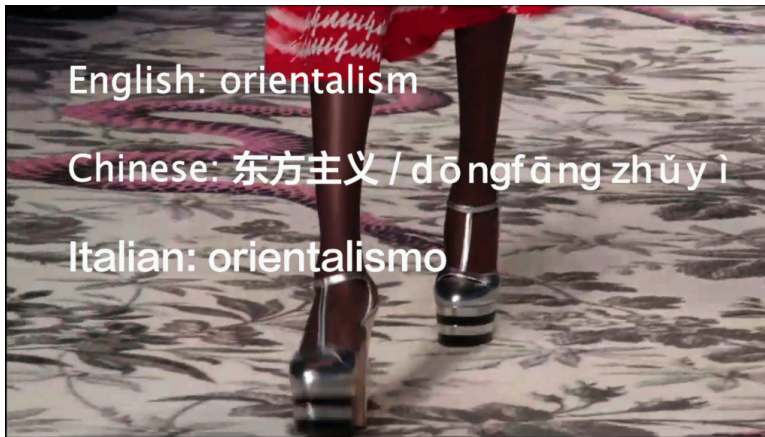 English: orientalism
Chinese: 东方主义 / dōngfāng zhǔyì
Italian: orientalismo